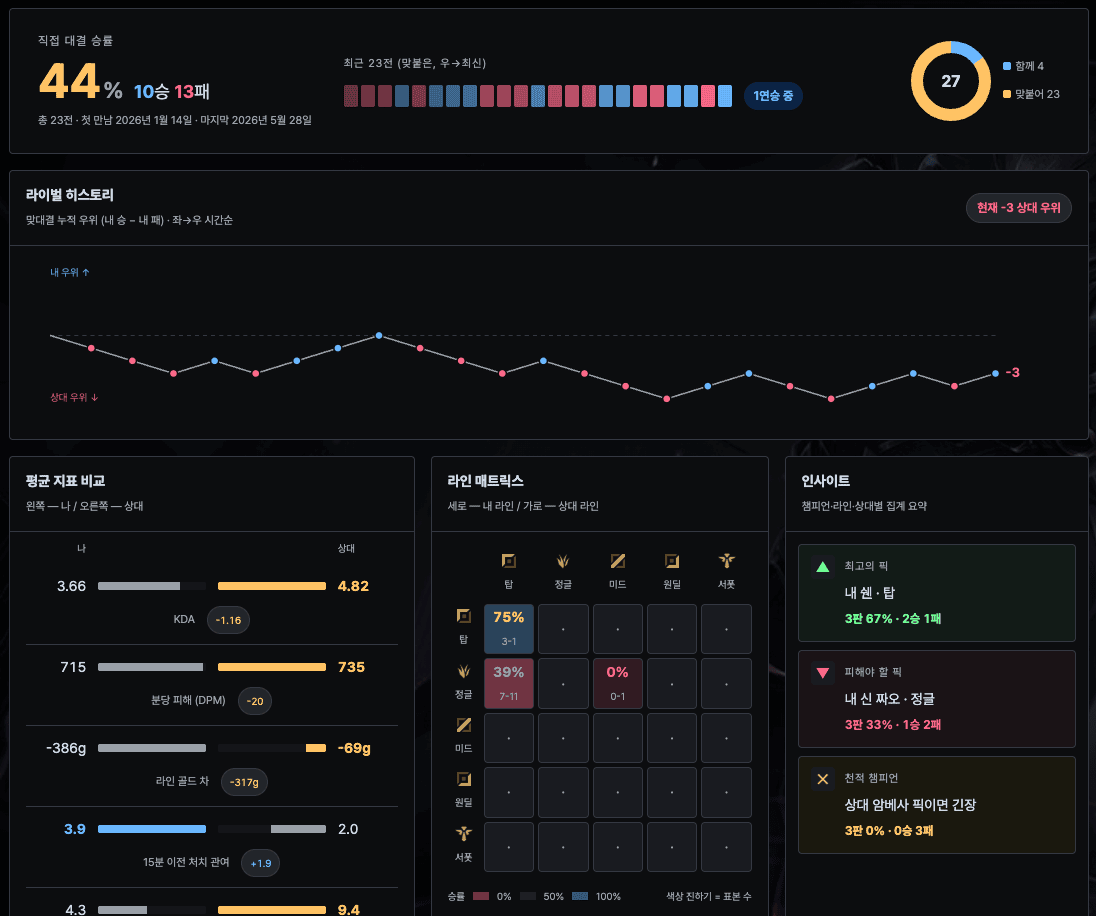 직접 대결 승률
44% 10승 13패
총 23전 · 첫 만남 2026년 1월 14일 · 마지막 2026년 5월 28일
최근 23전 (맞붙은, 우→최신)
1연승 중
27
함께 4
맞붙어 23
라이벌 히스토리
맞대결 누적 우위 (내 승 − 내 패) · 좌→우 시간순
현재 -3 상대 우위
내 우위 ↑
-3
상대 우위 ↓
평균 지표 비교
왼쪽 — 나 / 오른쪽 — 상대
나 상대
3.66 4.82
KDA -1.16
715 735
분당 피해 (DPM) -20
-386g -69g
라인 골드 차 -317g
3.9 2.0
15분 이전 처치 관여 +1.9
4.3 9.4
라인 매트릭스
세로 — 내 라인 / 가로 — 상대 라인
탑 정글 미드 원딜 서폿
탑 75% · · · ·
3-1
정글 39% · 0% · ·
7-11 0-1
미드 · · · · ·
원딜 · · · · ·
서폿 · · · · ·
승률 0% 50% 100% 색상 진하기 = 표본 수
인사이트
챔피언·라인·상대별 집계 요약
최고의 픽
내 쉔 · 탑
3판 67% · 2승 1패
피해야 할 픽
내 신 짜오 · 정글
3판 33% · 1승 2패
천적 챔피언
상대 암베사 픽이면 긴장
3판 0% · 0승 3패